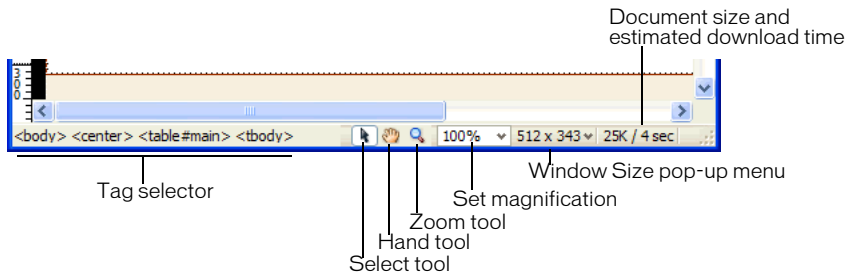 Document size and
estimated download time
3
0
0
<body> <center> <table#main> <tbody>
100%
512 x 343
25K / 4 sec
Window Size pop-up menu
Tag selector
Set magnification
Zoom tool
Hand tool
Select tool